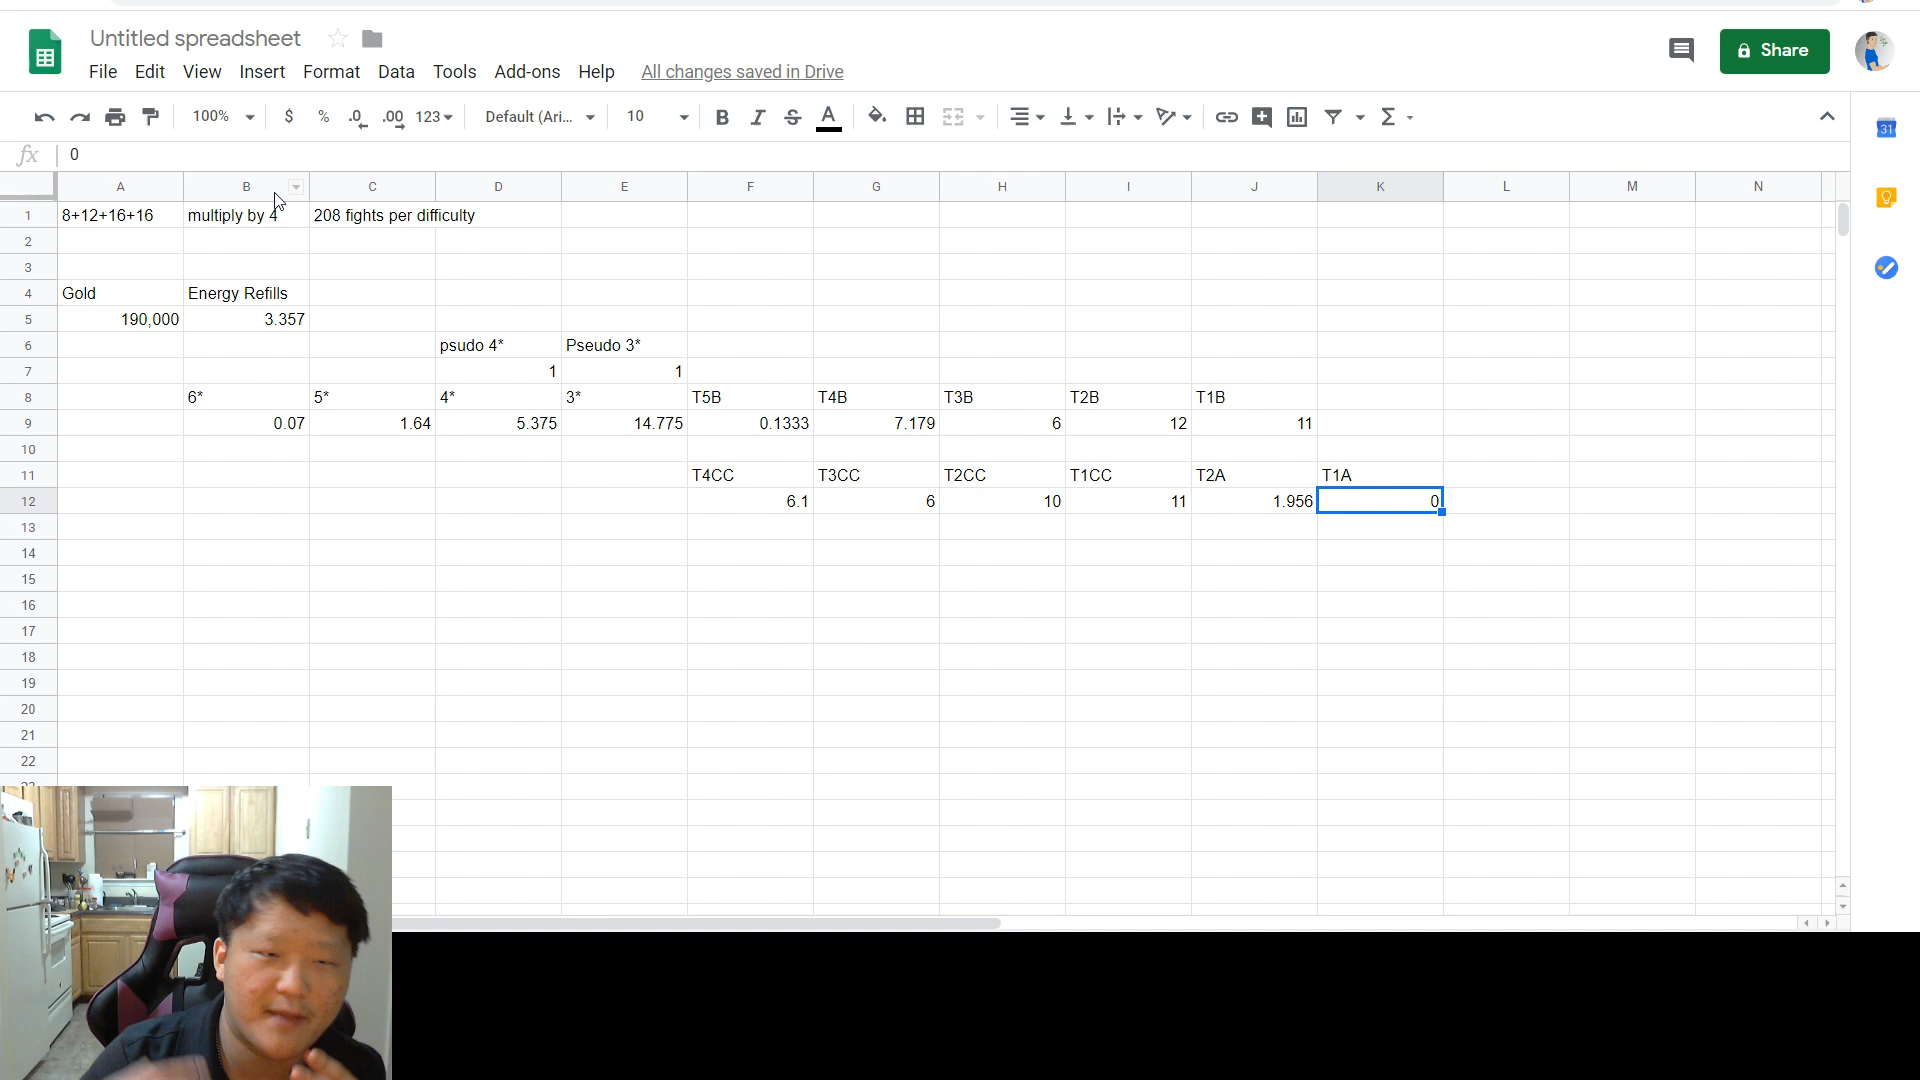 Untitled spreadsheet
File Edit View Insert Format Data Tools Add-ons Help All changes saved in Drive
Share
100% $ % .0 .00 123 Default (Ari... 10 B I S A Σ
31
fx 0
A B C D E F G H I J K L M N
1 8+12+16+16 multiply by 4 208 fights per difficulty
2
3
4 Gold Energy Refills
5 190,000 3.357
6 psudo 4* Pseudo 3*
7 1 1
8 6* 5* 4* 3* T5B T4B T3B T2B T1B
9 0.07 1.64 5.375 14.775 0.1333 7.179 6 12 11
10
11 T4CC T3CC T2CC T1CC T2A T1A
12 6.1 6 10 11 1.956 0
13
14
15
16
17
18
19
20
21
22